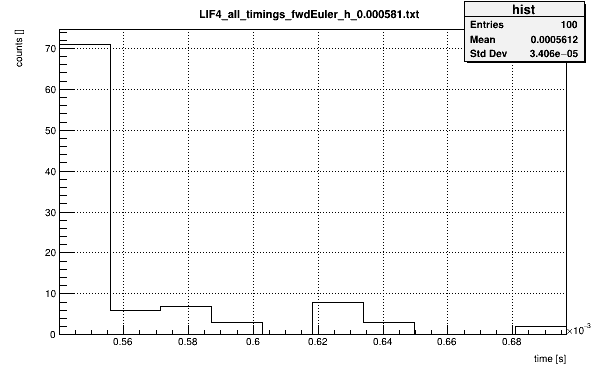 LIF4_all_timings_fwdEuler_h_0.000581.txt
hist
Entries 100
Mean 0.0005612
Std Dev 3.406e−05
counts []
70
60
50
40
30
20
10
0
0.56 0.58 0.6 0.62 0.64 0.66 0.68
×10⁻³
time [s]